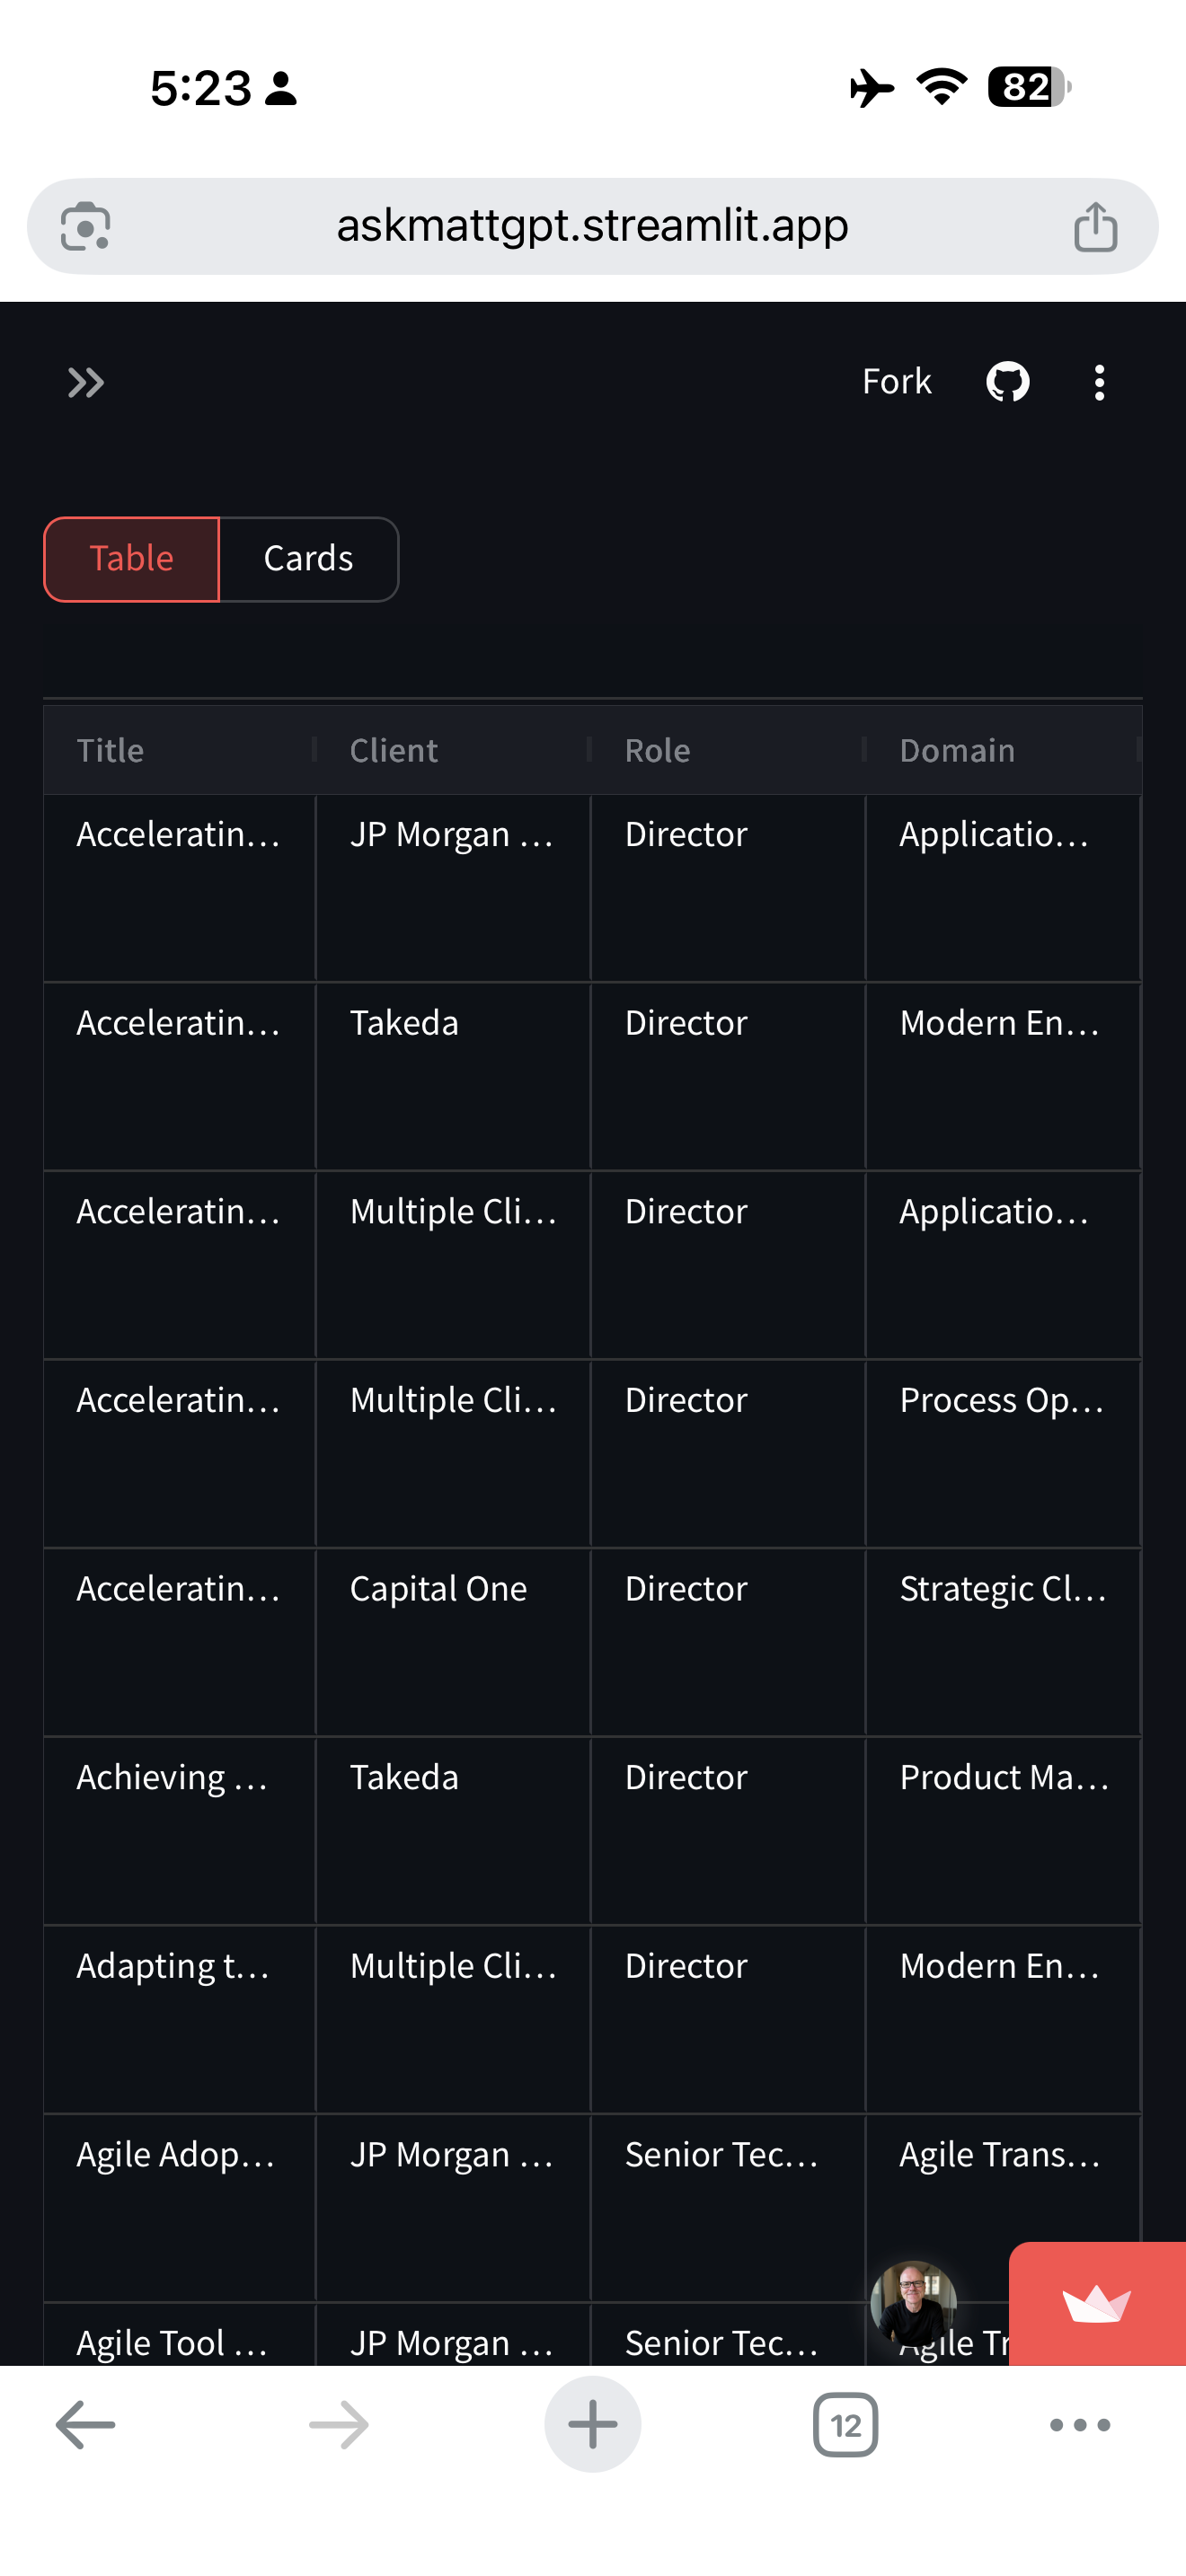 5:23
82
askmattgpt.streamlit.app
Fork
Table Cards
Title Client Role Domain
Acceleratin... JP Morgan ... Director Applicatio...
Acceleratin... Takeda Director Modern En...
Acceleratin... Multiple Cli... Director Applicatio...
Acceleratin... Multiple Cli... Director Process Op...
Acceleratin... Capital One Director Strategic Cl...
Achieving ... Takeda Director Product Ma...
Adapting t... Multiple Cli... Director Modern En...
Agile Adop... JP Morgan ... Senior Tec... Agile Trans...
Agile Tool ... JP Morgan ... Senior Tec... Agile Tr
12